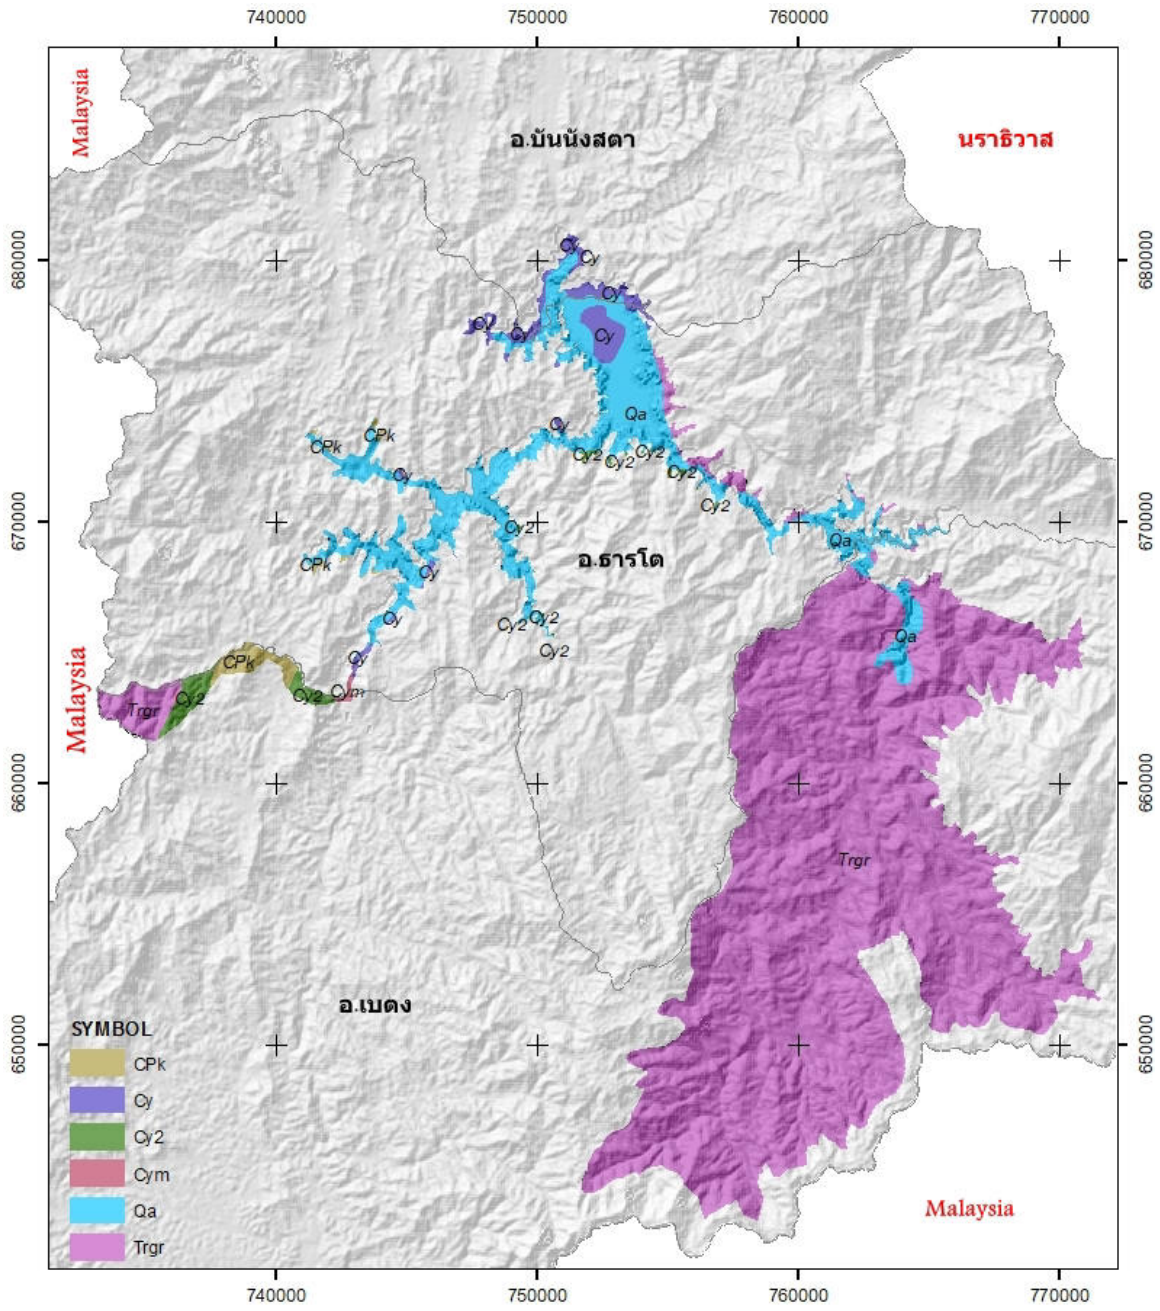 740000 750000 760000 770000
Malaysia
อ.บันนังสตา
นราธิวาส
Cy
Cy
680000 680000
Cy
Cy
Cy
Cy
Qa
Cy
CPk
CPk
Cy2
Cy2
Cy2
Cy
Cy2
Cy2
670000 670000
Cy2
Qa
อ.ธารโต
CPk
Cy
Cy
Cy2
Cy2
Qa
Cy2
Cy
CPk
Malaysia
Cy2
Cy2
Cym
Trgr
660000 660000
Trgr
อ.เบตง
650000 650000
SYMBOL
CPk
Cy
Cy2
Cym
Qa
Trgr
Malaysia
740000 750000 760000 770000